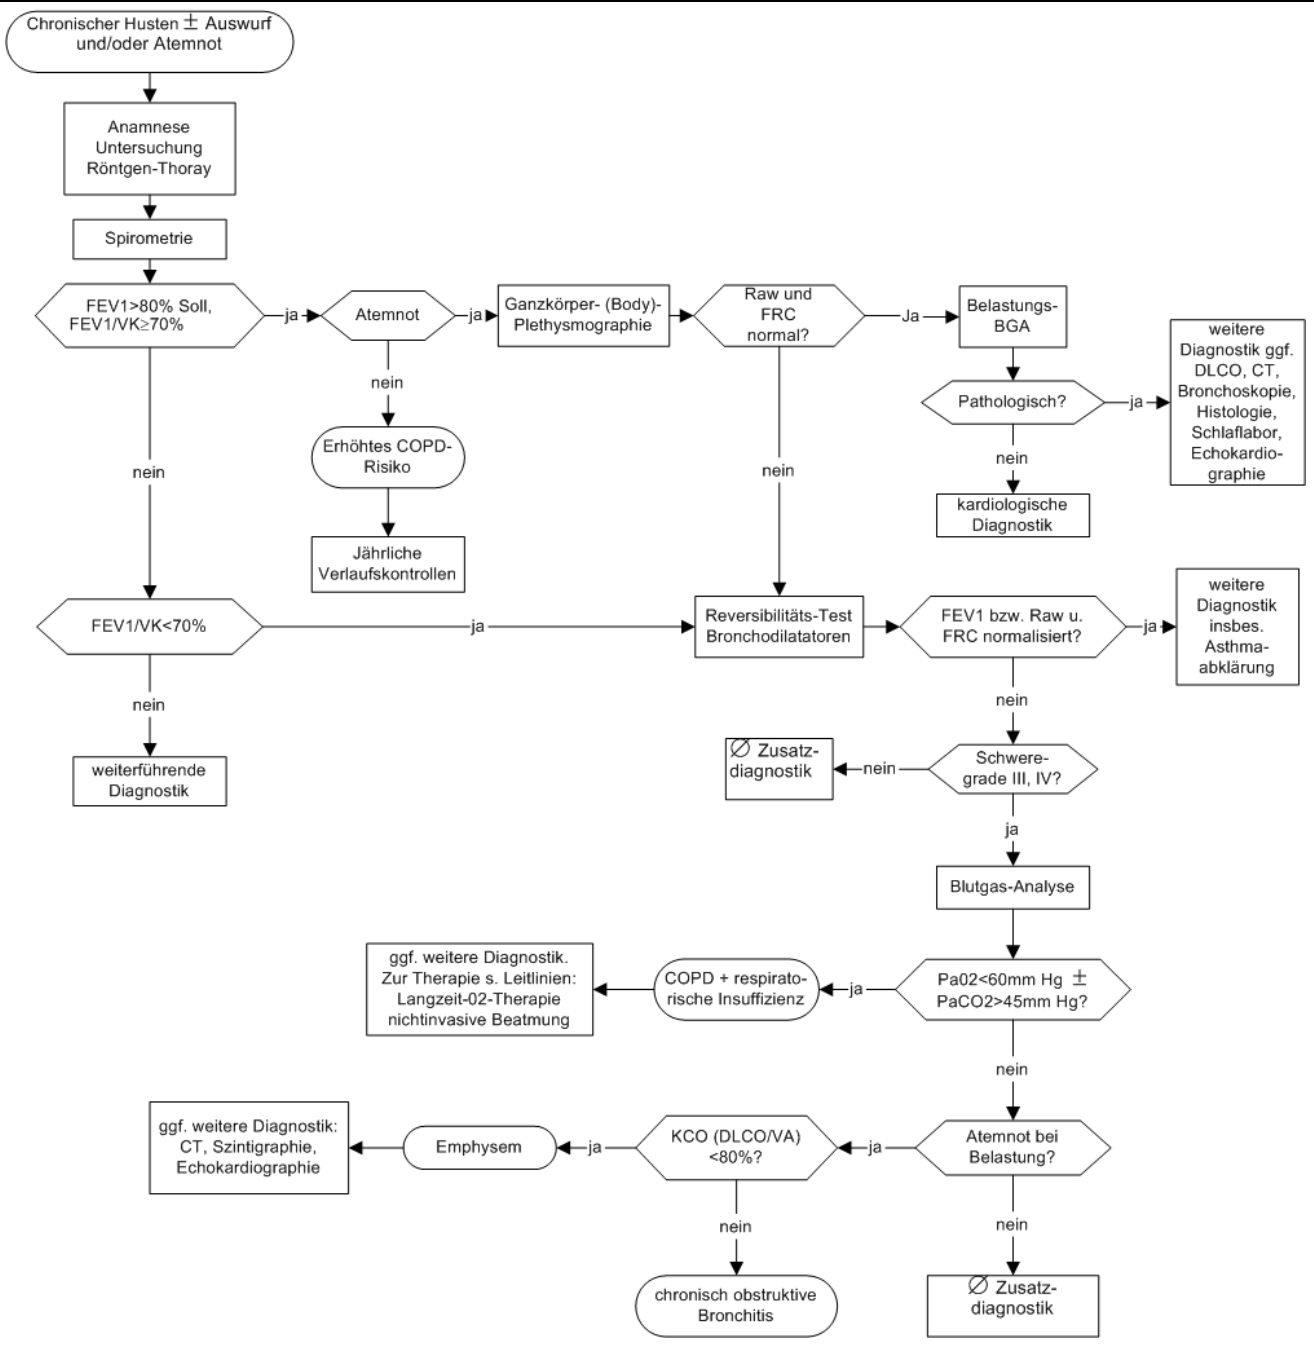 Chronischer Husten ± Auswurf
und/oder Atemnot
Anamnese
Untersuchung
Röntgen-Thoray
Spirometrie
FEV1>80% Soll,
FEV1/VK≥70%
ja
Atemnot
ja
Ganzkörper- (Body)-
Plethysmographie
Raw und
FRC
normal?
Ja
Belastungs-
BGA
Pathologisch?
ja
weitere
Diagnostik ggf.
DLCO, CT,
Bronchoskopie,
Histologie,
Schlaflabor,
Echokardio-
graphie
nein
kardiologische
Diagnostik
nein
Erhöhtes COPD-
Risiko
Jährliche
Verlaufskontrollen
nein
nein
FEV1/VK<70%
ja
Reversibilitäts-Test
Bronchodilatatoren
FEV1 bzw. Raw u.
FRC normalisiert?
ja
weitere
Diagnostik
insbes.
Asthma-
abklärung
nein
weiterführende
Diagnostik
nein
Schwere-
grade III, IV?
nein
∅ Zusatz-
diagnostik
ja
Blutgas-Analyse
Pa02<60mm Hg ±
PaCO2>45mm Hg?
ja
COPD + respirato-
rische Insuffizienz
ggf. weitere Diagnostik.
Zur Therapie s. Leitlinien:
Langzeit-02-Therapie
nichtinvasive Beatmung
nein
Atemnot bei
Belastung?
ja
KCO (DLCO/VA)
<80%?
ja
Emphysem
ggf. weitere Diagnostik:
CT, Szintigraphie,
Echokardiographie
nein
chronisch obstruktive
Bronchitis
nein
∅ Zusatz-
diagnostik